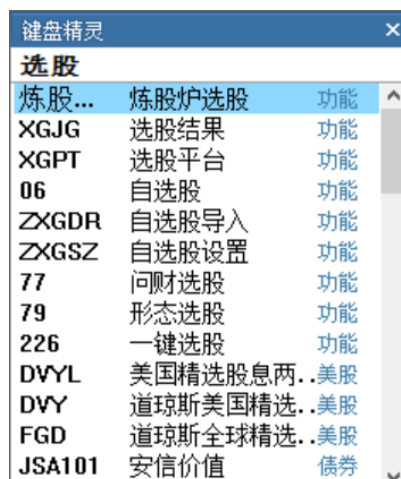 键盘精灵
选股
炼股... 炼股炉选股 功能
XGJG 选股结果 功能
XGPT 选股平台 功能
06 自选股 功能
ZXGDR 自选股导入 功能
ZXGSZ 自选股设置 功能
77 问财选股 功能
79 形态选股 功能
226 一键选股 功能
DVYL 美国精选股息两.. 美股
DVY 道琼斯美国精选.. 美股
FGD 道琼斯全球精选.. 美股
JSA101 安信价值 债券